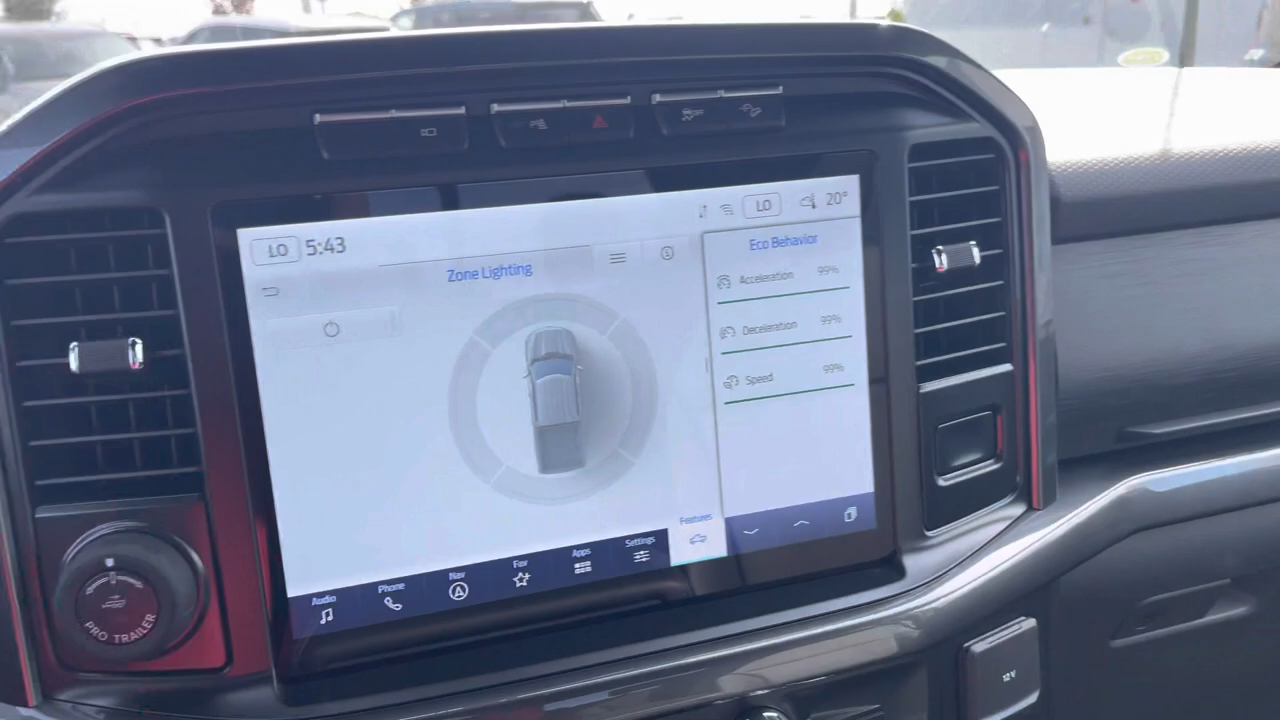 LO 5:43
LO 20°
Zone Lighting
Eco Behavior
Acceleration 99%
Deceleration 99%
Speed 99%
Audio
Phone
Nav
Fav
Apps
Settings
Features
PRO TRAILER
12V